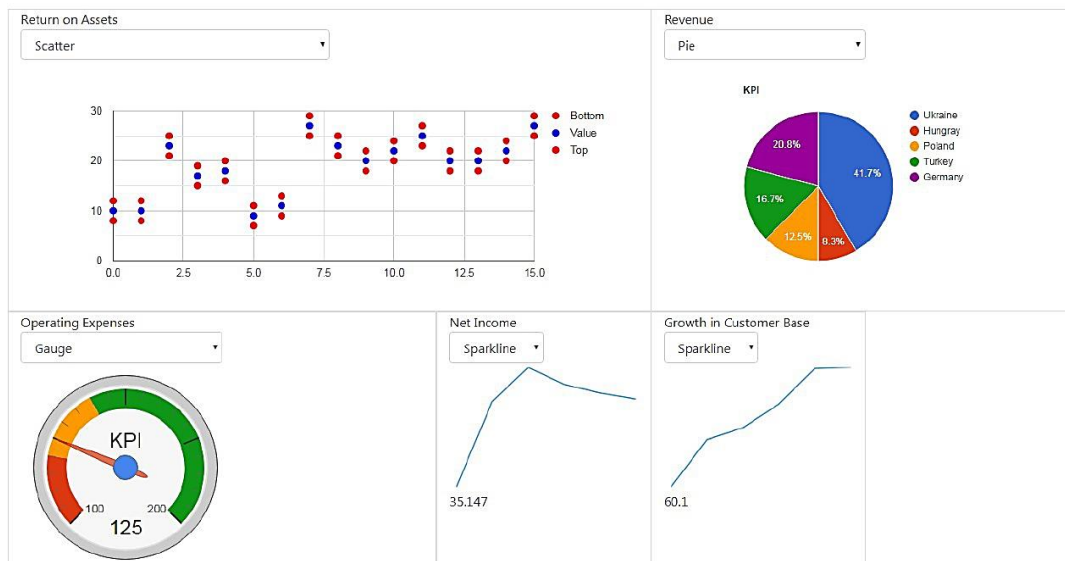 Return on Assets
Scatter
30
20
10
0
0.0 2.5 5.0 7.5 10.0 12.5 15.0
Bottom
Value
Top
Revenue
Pie
KPI
20.8%
41.7%
16.7%
12.5%
8.3%
Ukraine
Hungray
Poland
Turkey
Germany
Operating Expenses
Gauge
KPI
100 200
125
Net Income
Sparkline
35.147
Growth in Customer Base
Sparkline
60.1